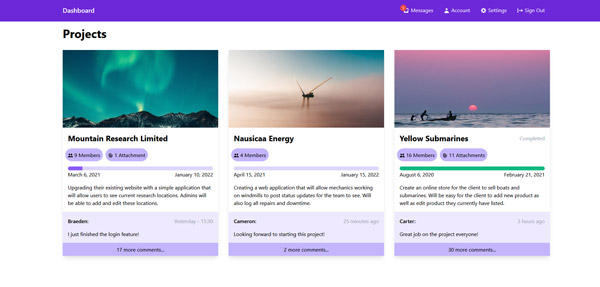 Dashboard
Messages Account Settings Sign Out
Projects
Mountain Research Limited
9 Members 1 Attachment
March 6, 2021 January 10, 2022
Upgrading their existing website with a simple application
that will allow users to see current research locations. Admins will
be able to add and edit these locations.
Braeden: Yesterday - 15:30
I just finished the login feature!
17 more comments...
Nausicaa Energy
4 Members
April 15, 2021 January 15, 2022
Creating a web application that will allow mechanics working
on windmills to post status updates for the team to see. Will
also log all repairs and downtime.
Cameron: 25 minutes ago
Looking forward to starting this project!
2 more comments...
Yellow Submarines Completed
16 Members 11 Attachments
August 6, 2020 February 21, 2021
Create an online store for the client to sell boats and
submarines. Will be easy for the client to add new product as
well as edit product they currently have listed.
Carter: 3 hours ago
Great job on the project everyone!
30 more comments...